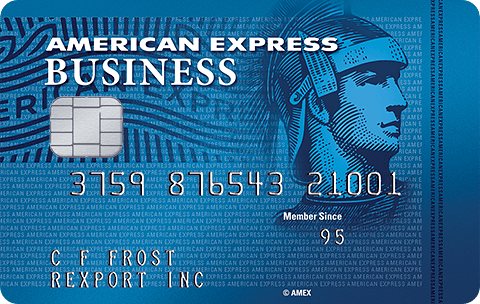 AMERICAN EXPRESS
BUSINESS
3759 876543 21001
Member Since
95
C F FROST
REXPORT INC
© AMEX